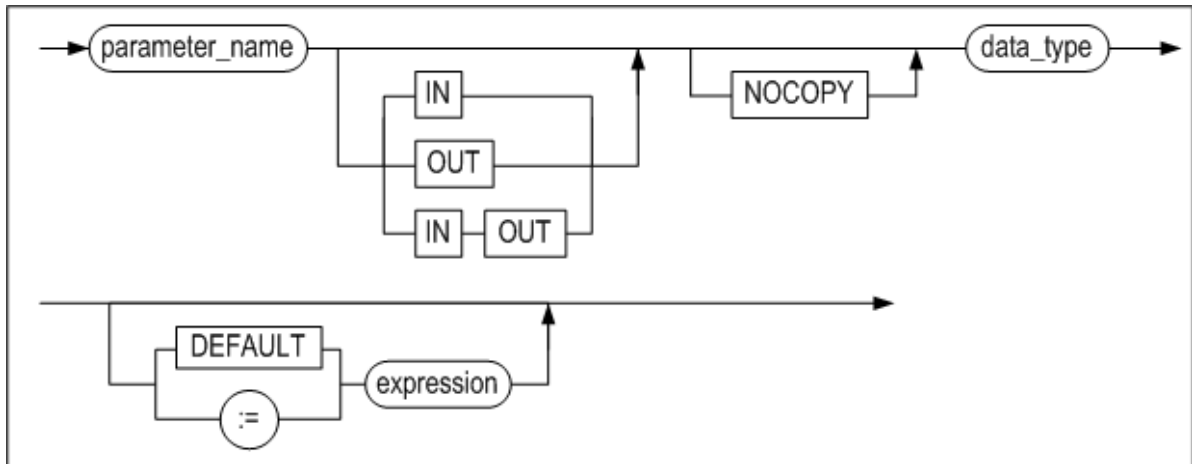 parameter_name data_type
IN NOCOPY
OUT
IN OUT
DEFAULT
expression
:=